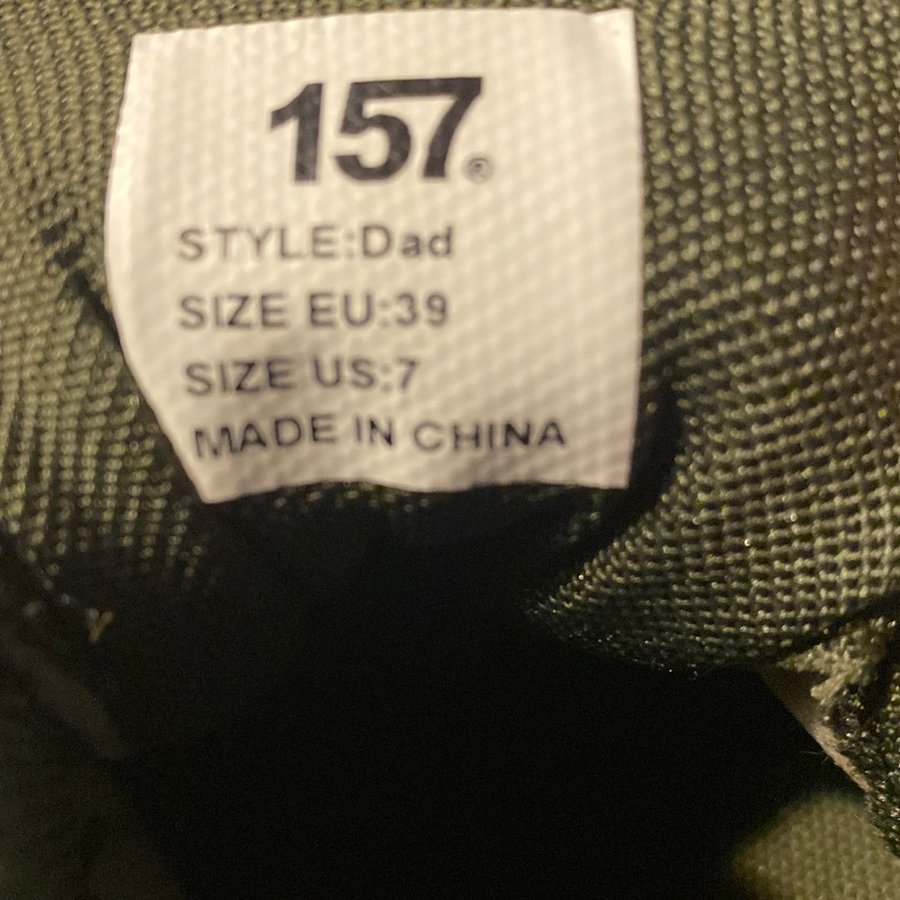 157®
STYLE:Dad
SIZE EU:39
SIZE US:7
MADE IN CHINA